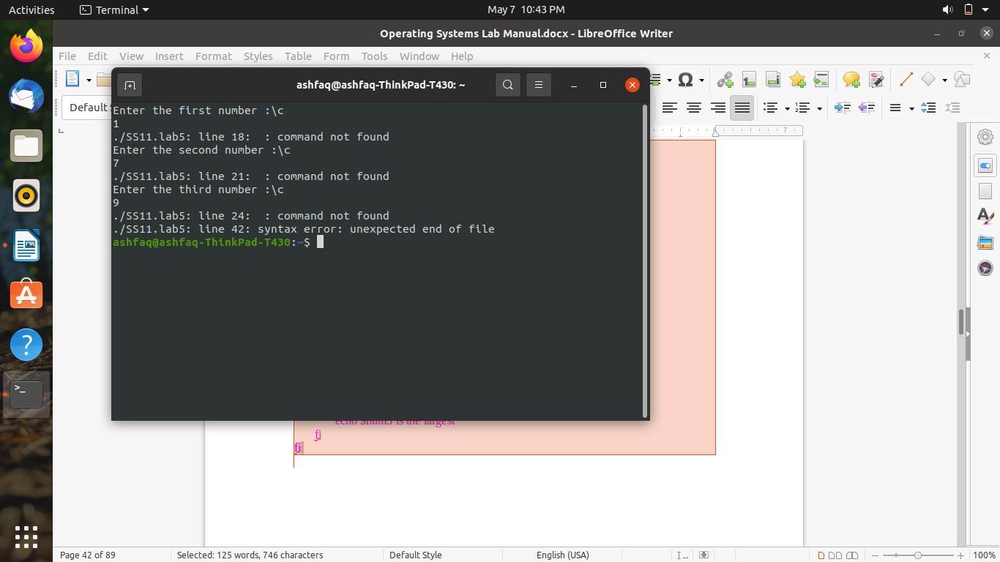 Activities Terminal May 7 10:43 PM
Operating Systems Lab Manual.docx - LibreOffice Writer
File Edit View Insert Format Styles Table Form Tools Window Help
ashfaq@ashfaq-ThinkPad-T430: ~
Default
Enter the first number :\c
1
./SS11.lab5: line 18:  : command not found
Enter the second number :\c
7
./SS11.lab5: line 21:  : command not found
Enter the third number :\c
9
./SS11.lab5: line 24:  : command not found
./SS11.lab5: line 42: syntax error: unexpected end of file
ashfaq@ashfaq-ThinkPad-T430:~$
echo $num3 is the largest
fi
fi
Page 42 of 89 Selected: 125 words, 746 characters Default Style English (USA) 100%